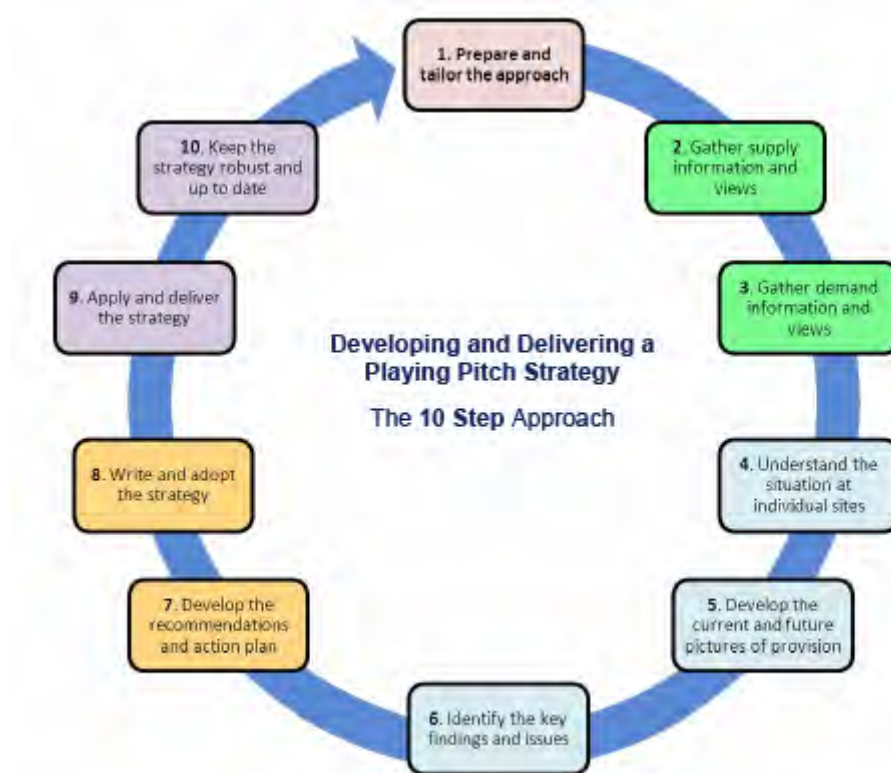 1. Prepare and
tailor the approach
2. Gather supply
information and
views
3. Gather demand
information and
views
4. Understand the
situation at
individual sites
5. Develop the
current and future
pictures of provision
6. Identify the key
findings and issues
7. Develop the
recommendations
and action plan
8. Write and adopt
the strategy
9. Apply and deliver
the strategy
10. Keep the
strategy robust and
up to date
Developing and Delivering a
Playing Pitch Strategy
The 10 Step Approach